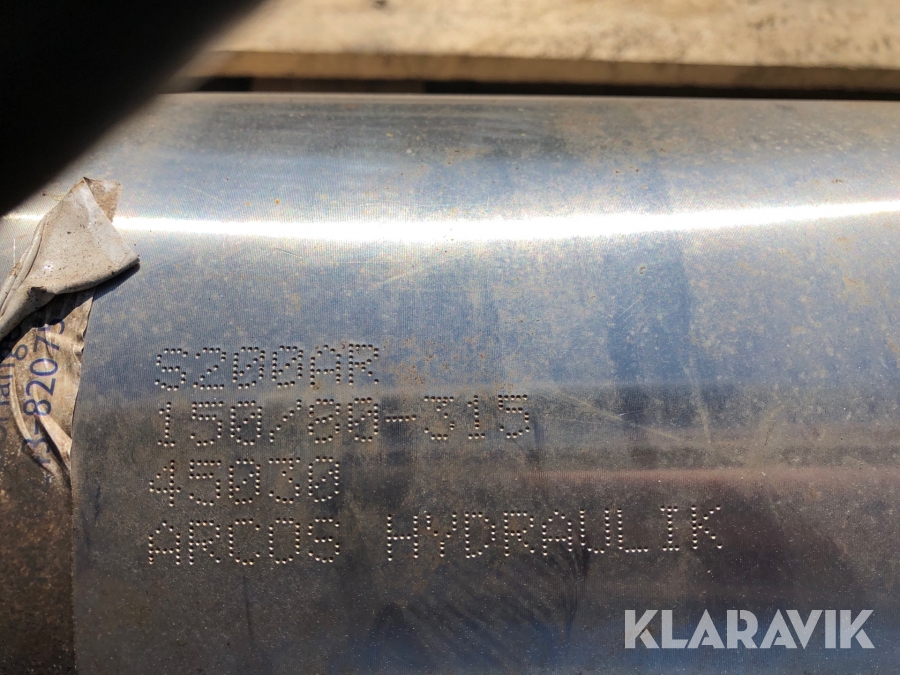 S200AR
150/80-315
45030
ARCOS HYDRAULIK
KLARAVIK